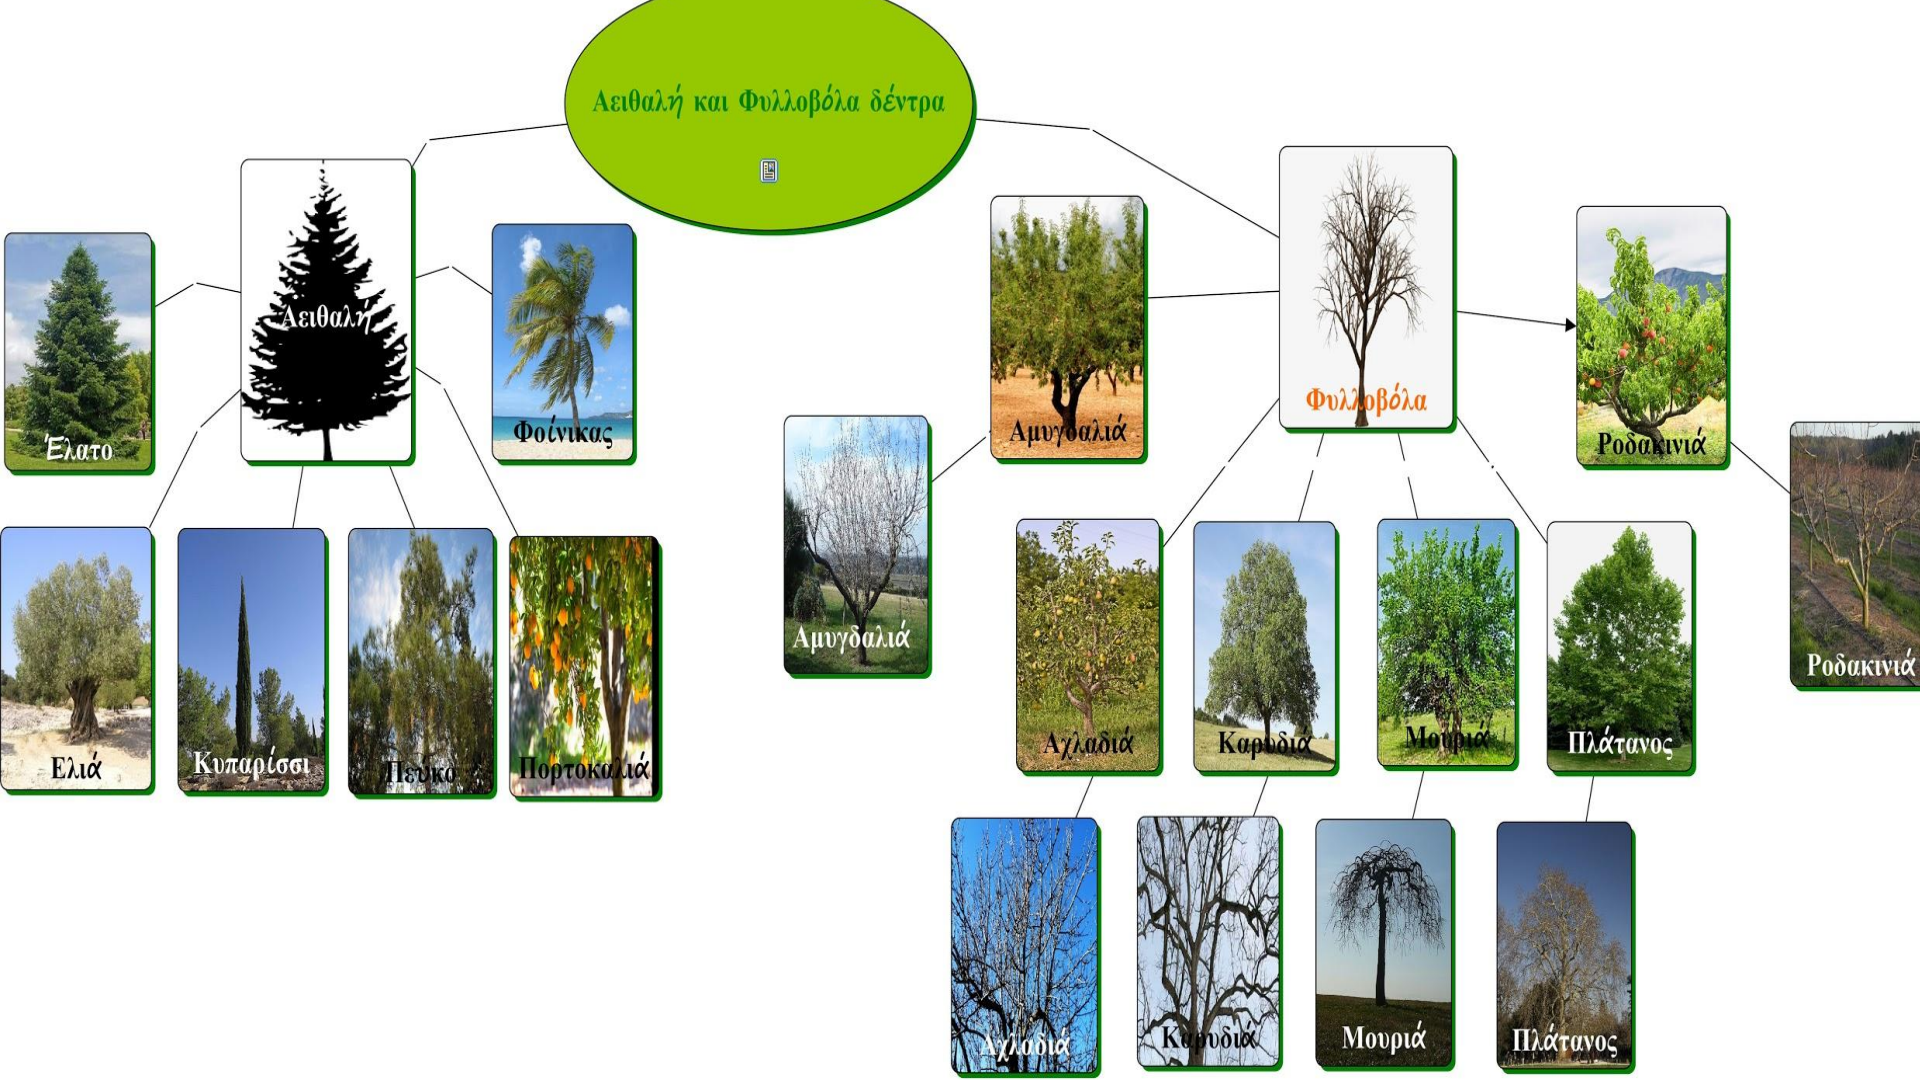 Αειθαλή και Φυλλοβόλα δέντρα
Αειθαλή
Έλατο
Φοίνικας
Ελιά
Κυπαρίσσι
Πεύκο
Πορτοκαλιά
Φυλλοβόλα
Αμυγδαλιά
Ροδακινιά
Αμυγδαλιά
Ροδακινιά
Αχλαδιά
Καρυδιά
Μουριά
Πλάτανος
Αχλαδιά
Καρυδιά
Μουριά
Πλάτανος